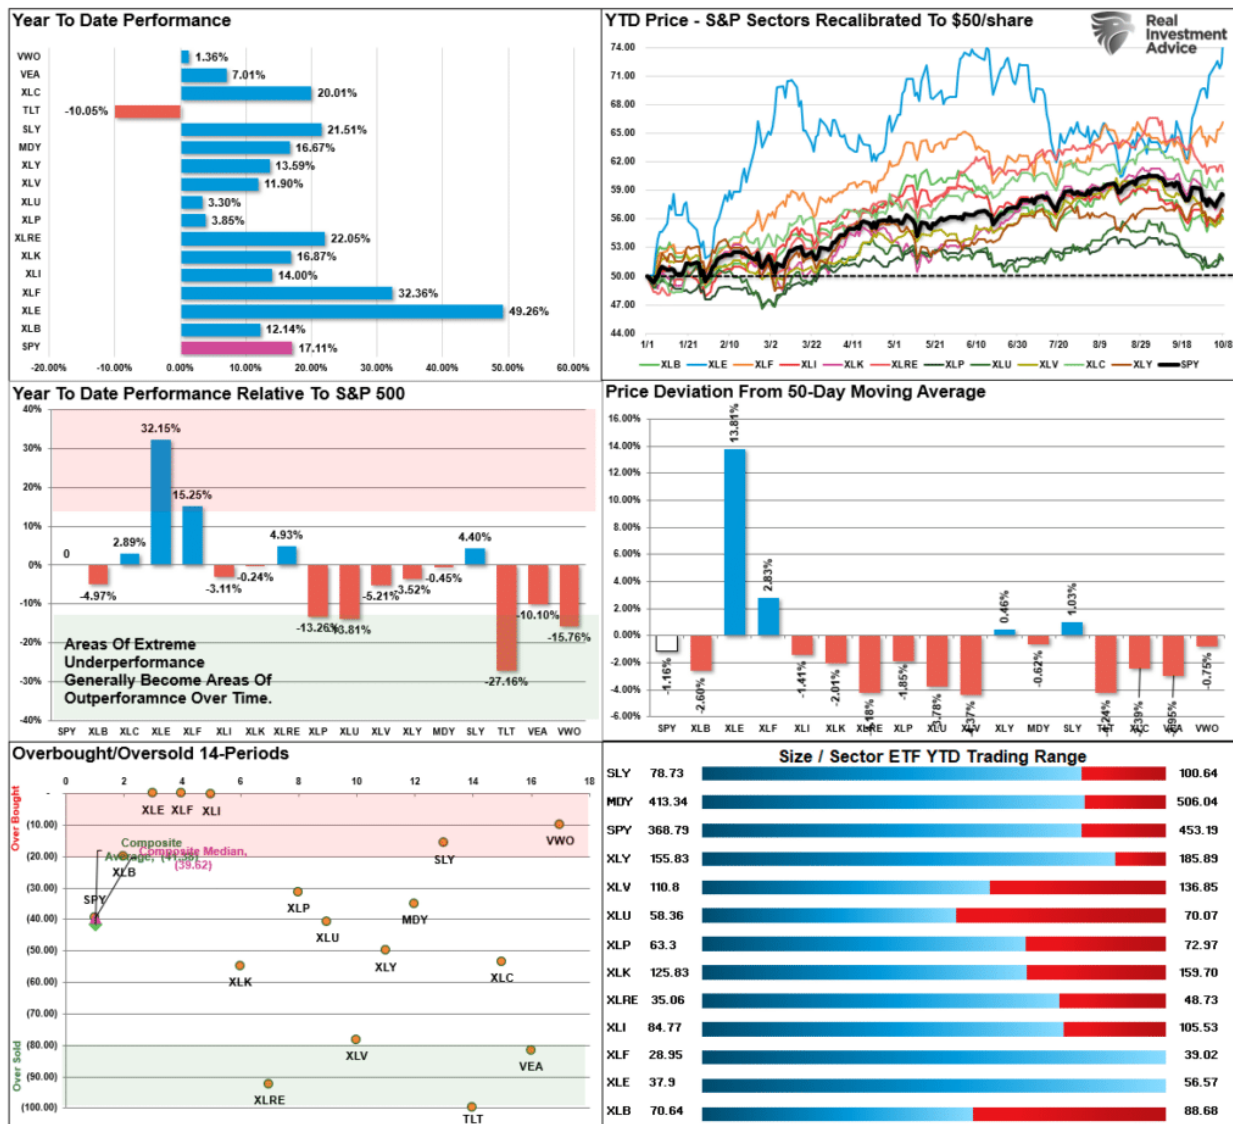 Year To Date Performance
VWO 1.36%
VEA 7.01%
XLC 20.01%
TLT -10.05%
SLY 21.51%
MDY 16.67%
XLY 13.59%
XLV 11.90%
XLU 3.30%
XLP 3.85%
XLRE 22.05%
XLK 16.87%
XLI 14.00%
XLF 32.36%
XLE 49.26%
XLB 12.14%
SPY 17.11%
-20.00% -10.00% 0.00% 10.00% 20.00% 30.00% 40.00% 50.00% 60.00%
YTD Price - S&P Sectors Recalibrated To $50/share
Real
Investment
Advice
74.00
71.00
68.00
65.00
62.00
59.00
56.00
53.00
50.00
47.00
44.00
1/1 1/21 2/10 3/2 3/22 4/11 5/1 5/21 6/10 6/30 7/20 8/9 8/29 9/18 10/8
XLB XLE XLF XLI XLK XLRE XLP XLU XLV XLC XLY SPY
Year To Date Performance Relative To S&P 500
40%
30%
20%
10%
0%
-10%
-20%
-30%
-40%
0 -4.97% 2.89% 32.15% 15.25% -3.11% -0.24% 4.93% -13.26% -13.81% -5.21% -3.52% -0.45% 4.40% -27.16% -10.10% -15.76%
Areas Of Extreme
Underperformance
Generally Become Areas Of
Outperforamnce Over Time.
SPY XLB XLC XLE XLF XLI XLK XLRE XLP XLU XLV XLY MDY SLY TLT VEA VWO
Price Deviation From 50-Day Moving Average
16.00%
14.00%
12.00%
10.00%
8.00%
6.00%
4.00%
2.00%
0.00%
-2.00%
-4.00%
-6.00%
-1.16% -2.60% 13.81% 2.83% -1.41% -2.01% -1.85% 0.46% -0.62% 1.03% -0.75%
SPY XLB XLE XLF XLI XLK XLRE XLP XLU XLV XLY MDY SLY TLT XLC VEA VWO
Overbought/Oversold 14-Periods
0 2 4 6 8 10 12 14 16 18
-
(10.00)
(20.00)
(30.00)
(40.00)
(50.00)
(60.00)
(70.00)
(80.00)
(90.00)
(100.00)
Over Bought
Over Sold
XLE XLF XLI
VWO
SLY
Composite
Average,
Composite Median,
(39.62)
XLB
SPY
XLP
MDY
XLU
XLY
XLC
XLK
XLV
VEA
XLRE
TLT
Size / Sector ETF YTD Trading Range
SLY 78.73 100.64
MDY 413.34 506.04
SPY 368.79 453.19
XLY 155.83 185.89
XLV 110.8 136.85
XLU 58.36 70.07
XLP 63.3 72.97
XLK 125.83 159.70
XLRE 35.06 48.73
XLI 84.77 105.53
XLF 28.95 39.02
XLE 37.9 56.57
XLB 70.64 88.68